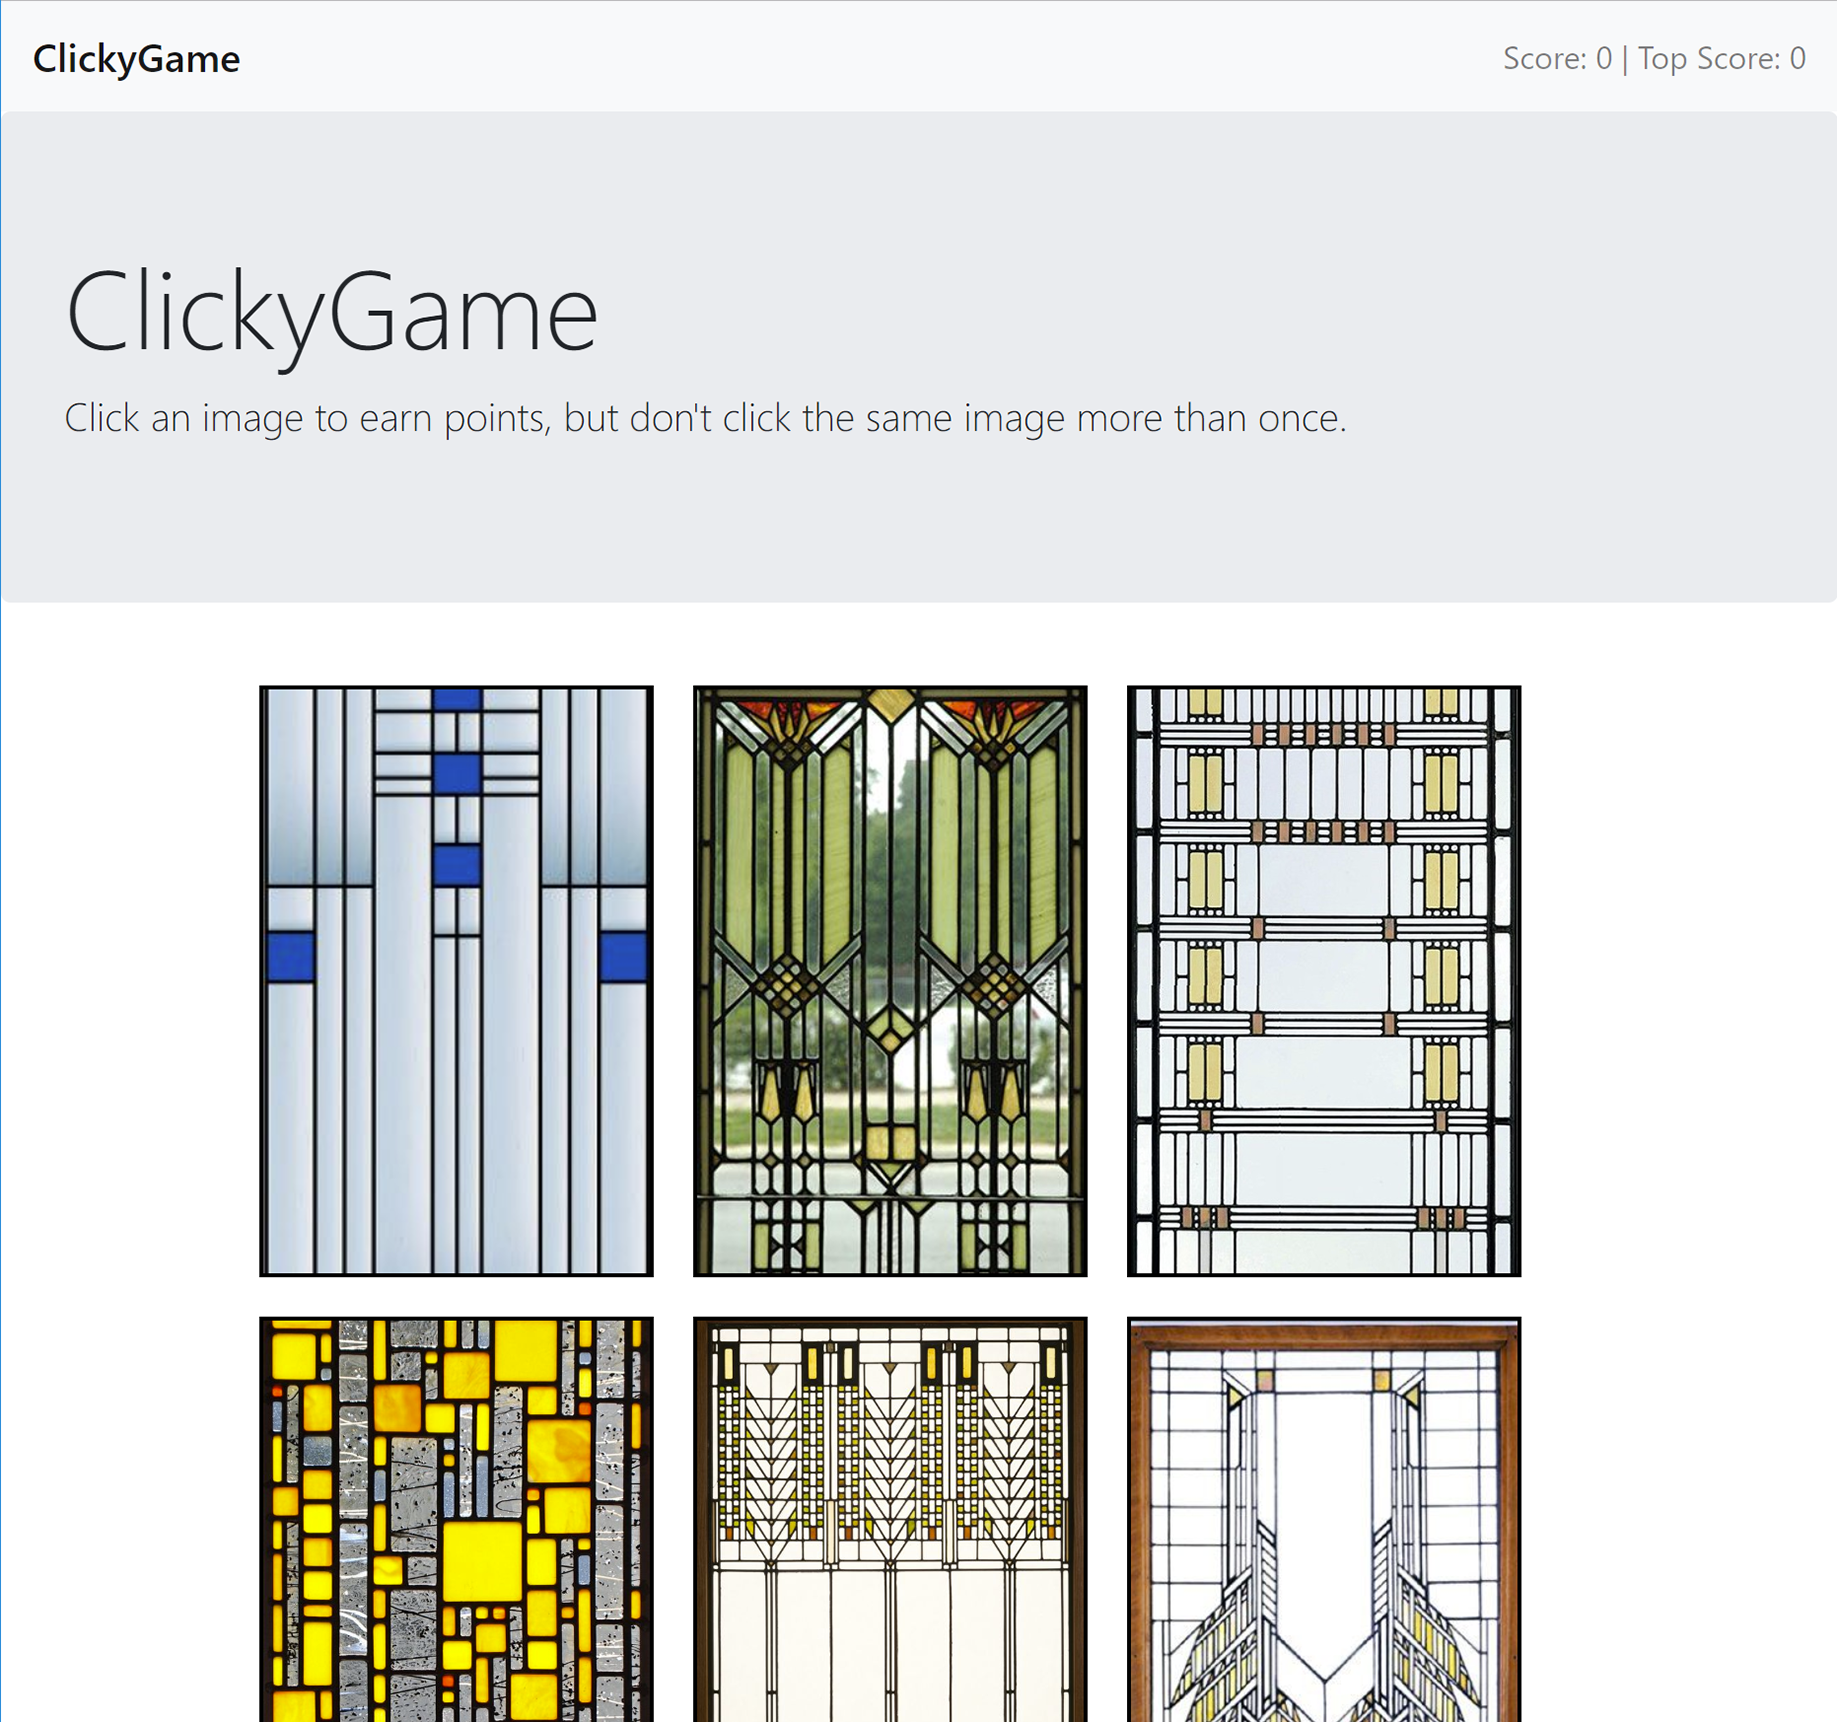 ClickyGame
Score: 0 | Top Score: 0
ClickyGame
Click an image to earn points, but don't click the same image more than once.